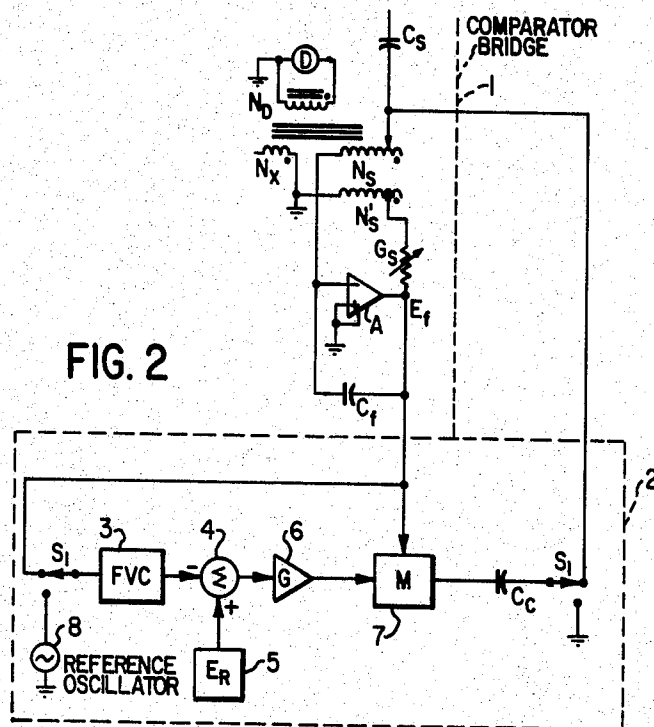 COMPARATOR
BRIDGE
1
C_S
D
N_D
N_X
N_S
N'_S
G_S
A
E_f
C_f
FIG. 2
2
S_1
3
FVC
4
-
Σ
+
6
G
M
7
C_C
S_1
8
REFERENCE
OSCILLATOR
E_R
5